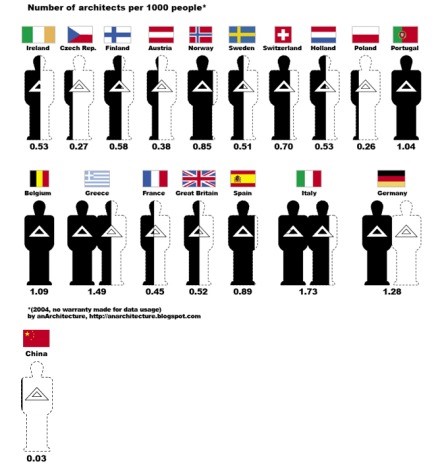 Number of architects per 1000 people*
Ireland Czech Rep. Finland Austria Norway Sweden Switzerland Holland Poland Portugal
0.53 0.27 0.58 0.38 0.85 0.51 0.70 0.53 0.26 1.04
Belgium Greece France Great Britain Spain Italy Germany
1.09 1.49 0.45 0.52 0.89 1.73 1.28
*(2004, no warranty made for data usage)
by anArchitecture, http://anarchitecture.blogspot.com
China
0.03